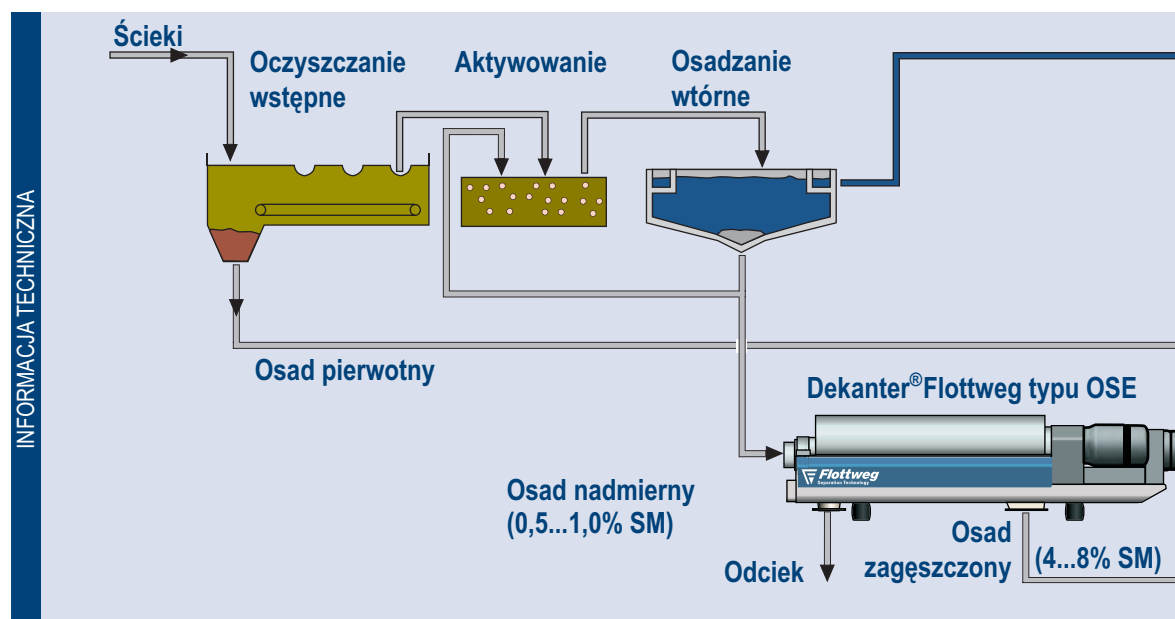 INFORMACJA TECHNICZNA
Ścieki
Oczyszczanie
wstępne
Aktywowanie
Osadzanie
wtórne
Osad pierwotny
Dekanter® Flottweg typu OSE
Flottweg
Separation Technology
Osad nadmierny
(0,5...1,0% SM)
Odciek
Osad
zagęszczony
(4...8% SM)